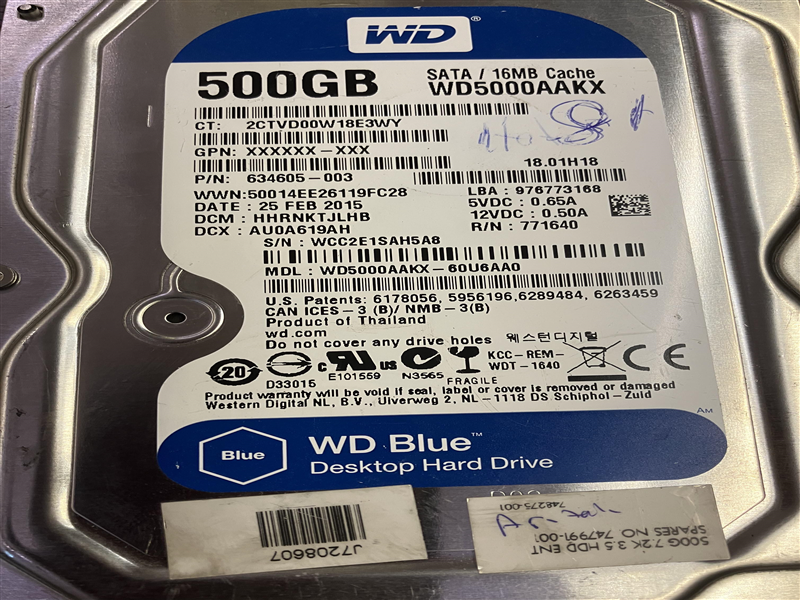 WD®
500GB
SATA / 16MB Cache
WD5000AAKX
CT: 2CTVD00W18E3WY
GPN: XXXXXX-XXX
18.01H18
P/N: 634605-003
WWN:50014EE26119FC28
LBA : 976773168
DATE : 25 FEB 2015
5VDC : 0.65A
DCM : HHRNKTJLHB
12VDC : 0.50A
DCX : AU0A619AH
R/N : 771640
S/N : WCC2E1SAH5A8
MDL : WD5000AAKX-60U6AA0
U.S. Patents: 6178056, 5956196,6289484, 6263459
CAN ICES-3 (B)/ NMB-3(B)
Product of Thailand
wd.com
Do not cover any drive holes
웨스턴디지털
20
c RU us
KCC-REM-
WDT-1640
CE
D33015
E101559
N3565
FRAGILE
Product warranty will be void if seal, label or cover is removed or damaged
Western Digital NL, B.V., Uiverweg 2, NL-1118 DS Schiphol-Zuid
AM
Blue
WD Blue™
Desktop Hard Drive
J7208607
500G 7.2K 3.5 HDD ENT
SPARES NO. 747991-001
748275-001